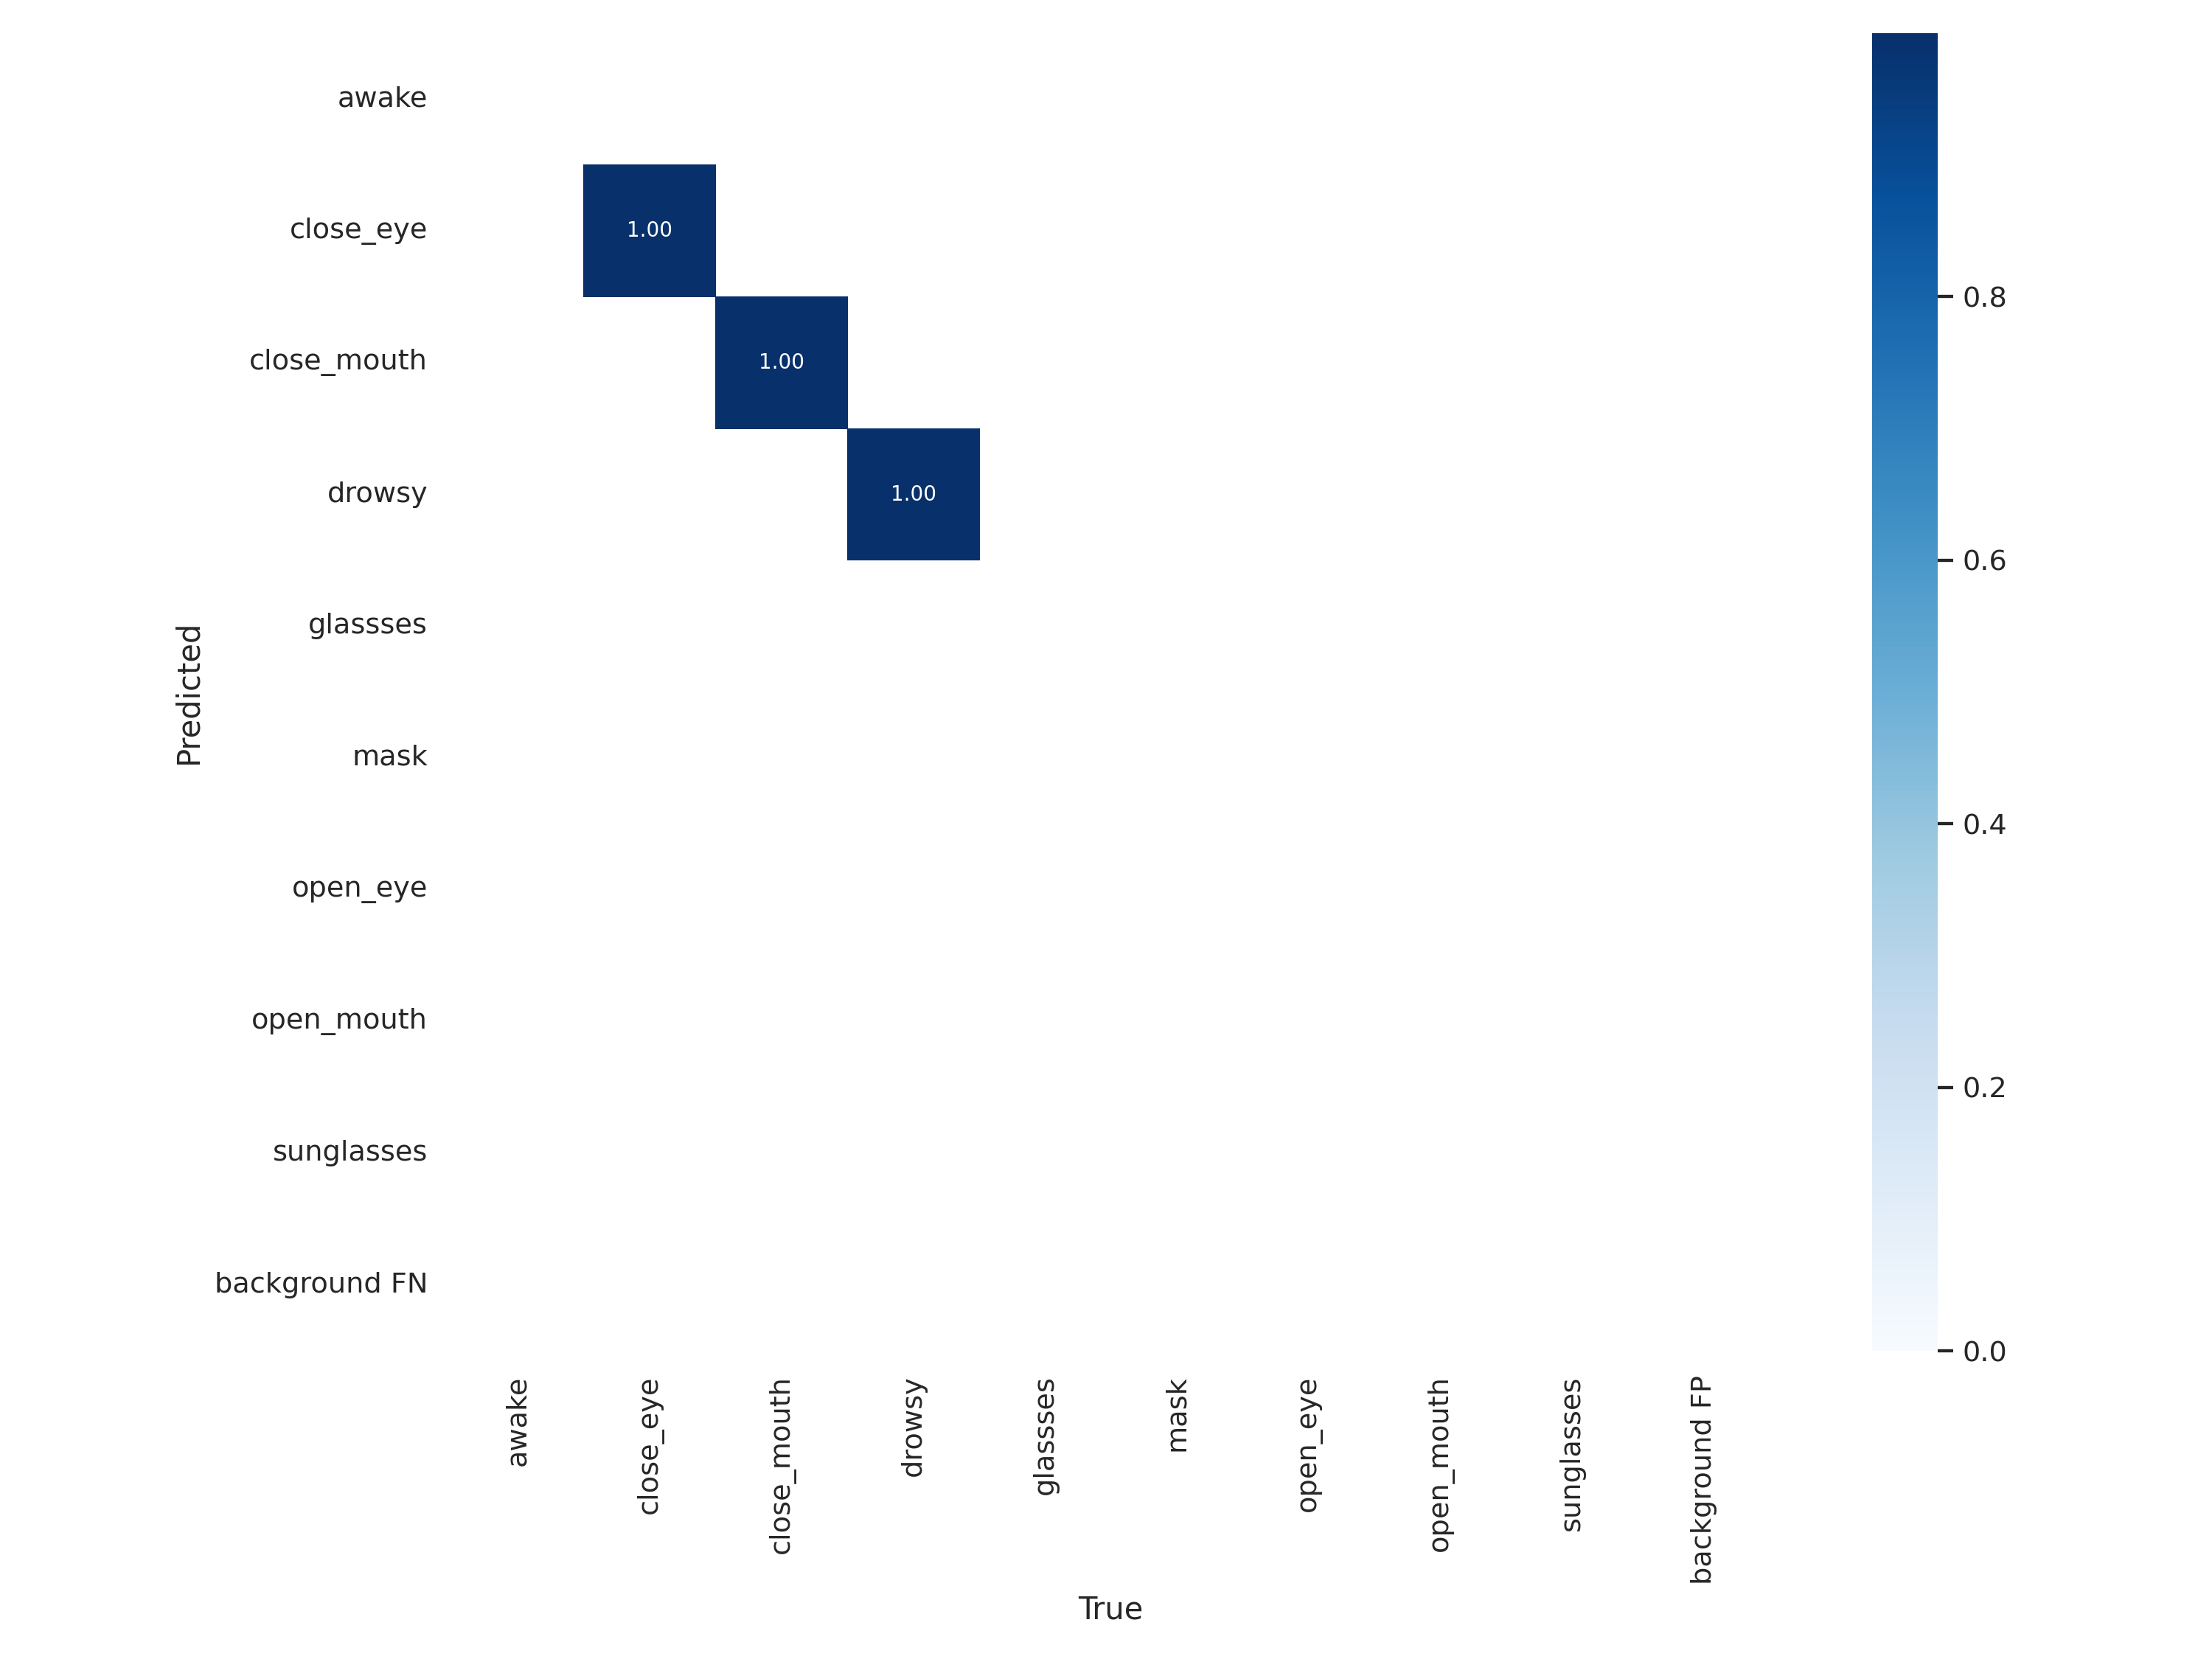 awake
close_eye
1.00
close_mouth
1.00
drowsy
1.00
glassses
mask
open_eye
open_mouth
sunglasses
background FN
Predicted
awake
close_eye
close_mouth
drowsy
glassses
mask
open_eye
open_mouth
sunglasses
background FP
True
0.8
0.6
0.4
0.2
0.0